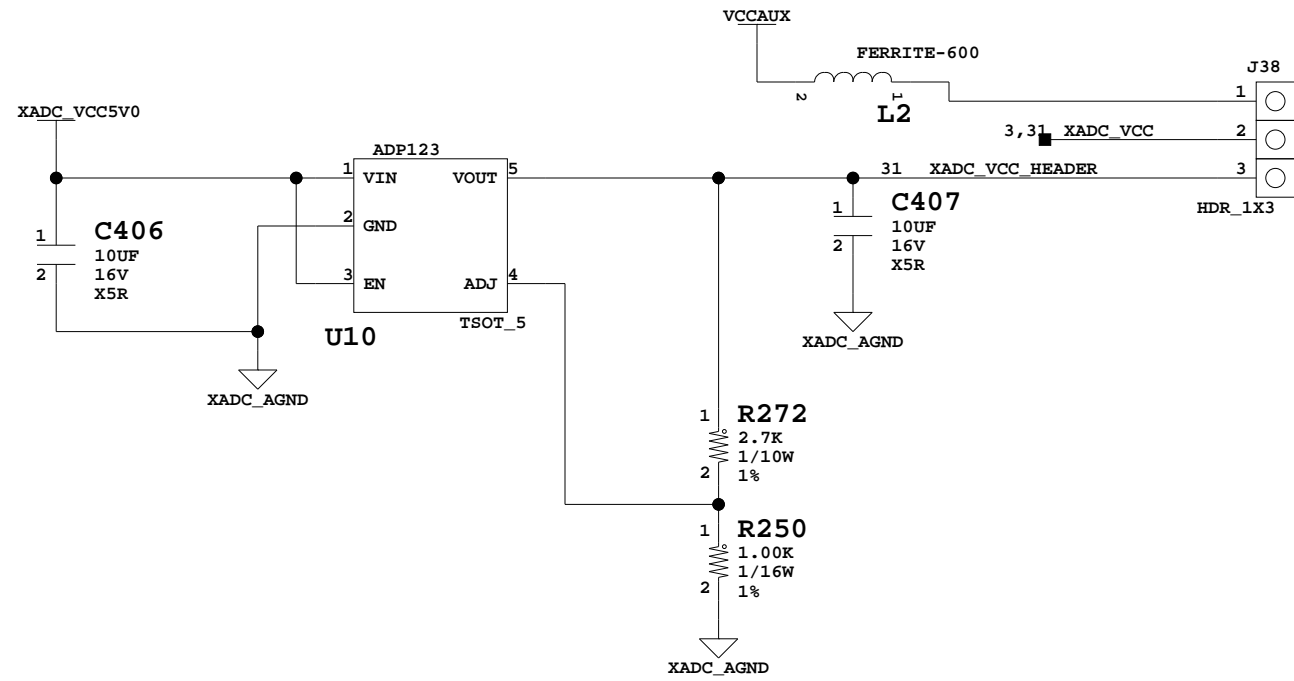 VCCAUX
FERRITE-600
2
1
L2
J38
1
3,31
XADC_VCC
2
31
XADC_VCC_HEADER
3
HDR_1X3
XADC_VCC5V0
ADP123
1
VIN
VOUT
5
2
GND
3
EN
ADJ
4
U10
TSOT_5
1
C406
10UF
2
16V
X5R
XADC_AGND
1
C407
10UF
2
16V
X5R
XADC_AGND
1
R272
2.7K
1/10W
2
1%
1
R250
1.00K
1/16W
2
1%
XADC_AGND